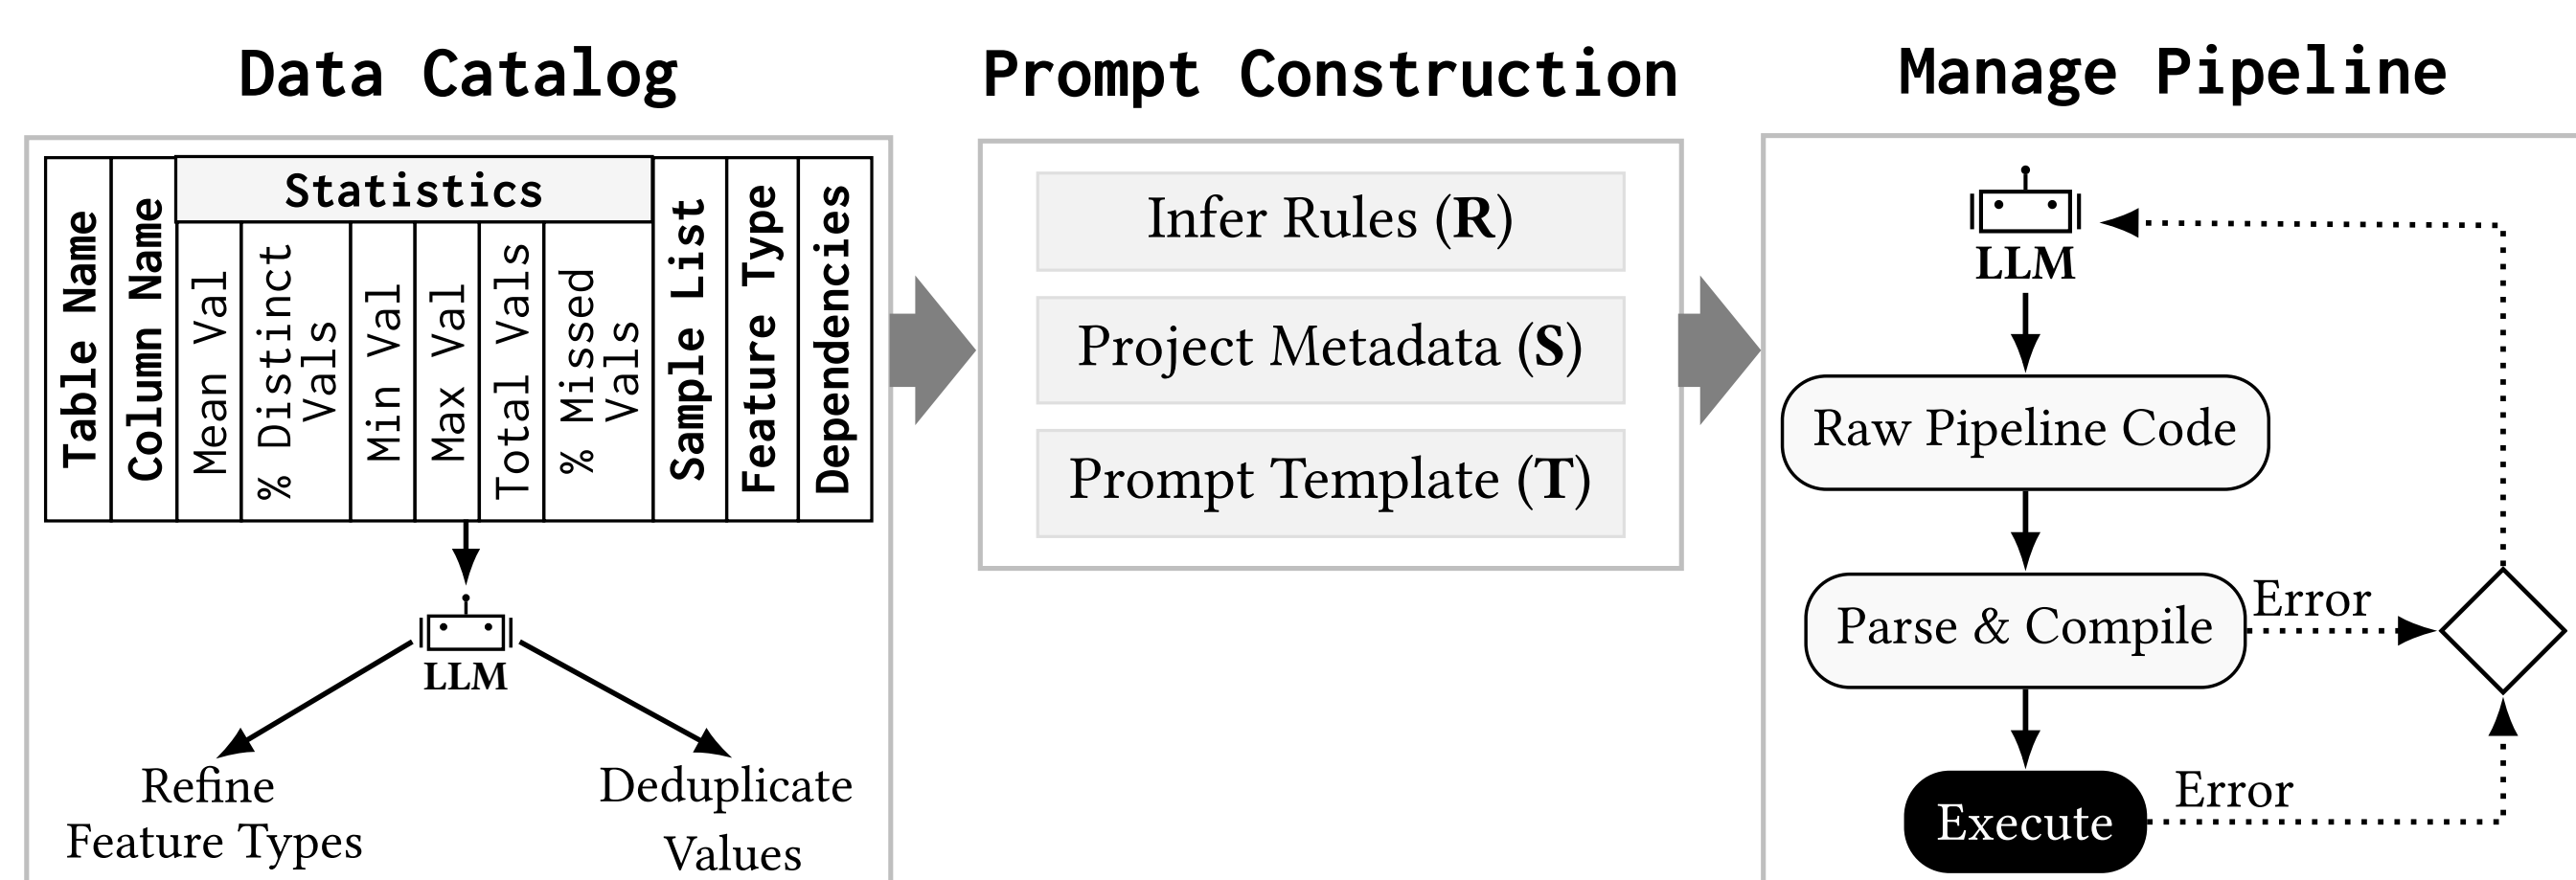 Data Catalog
Table Name
Column Name
Statistics
Mean Val
% Distinct
Vals
Min Val
Max Val
Total Vals
% Missed
Vals
Sample List
Feature Type
Dependencies
LLM
Refine
Feature Types
Deduplicate
Values
Prompt Construction
Infer Rules (R)
Project Metadata (S)
Prompt Template (T)
Manage Pipeline
LLM
Raw Pipeline Code
Parse & Compile
Error
Execute
Error